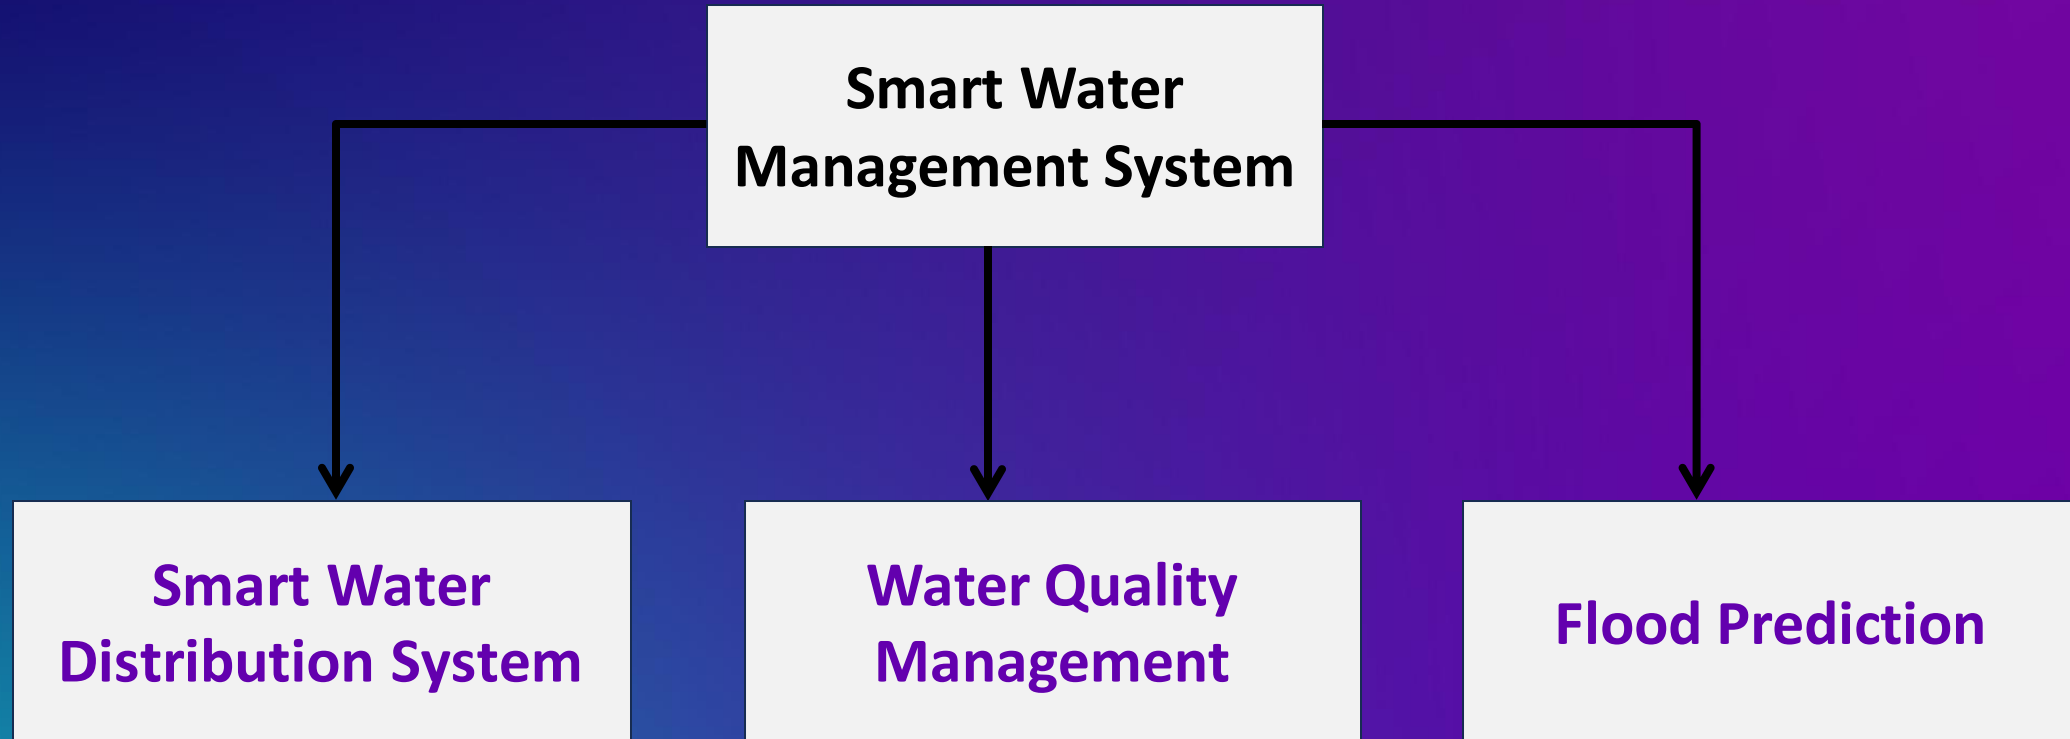 Smart Water
Management System
Smart Water
Distribution System
Water Quality
Management
Flood Prediction